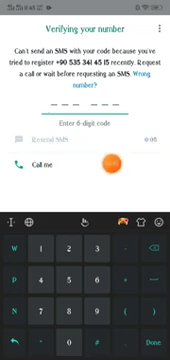 Verifying your number
Can't send an SMS with your code because you've
tried to register +90 535 341 45 15 recently. Request
a call or wait before requesting an SMS. Wrong
number?
Enter 6-digit code
Resend SMS 0:05
Call me
W 1 2 3
P 4 5 6
N 7 8 9 ( )
* 0 # . Done